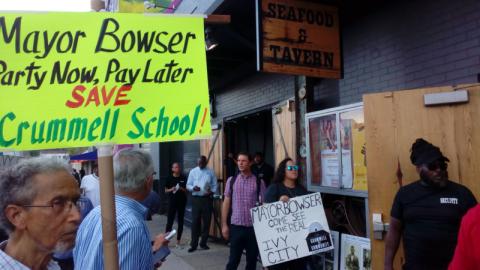 Mayor Bowser
Party Now, Pay Later
SAVE
Crummell School!
SEAFOOD
& TAVERN
MAYOR BOWSER
COME SEE
THE REAL
IVY
CITY
CRUMMELL
SECURITY